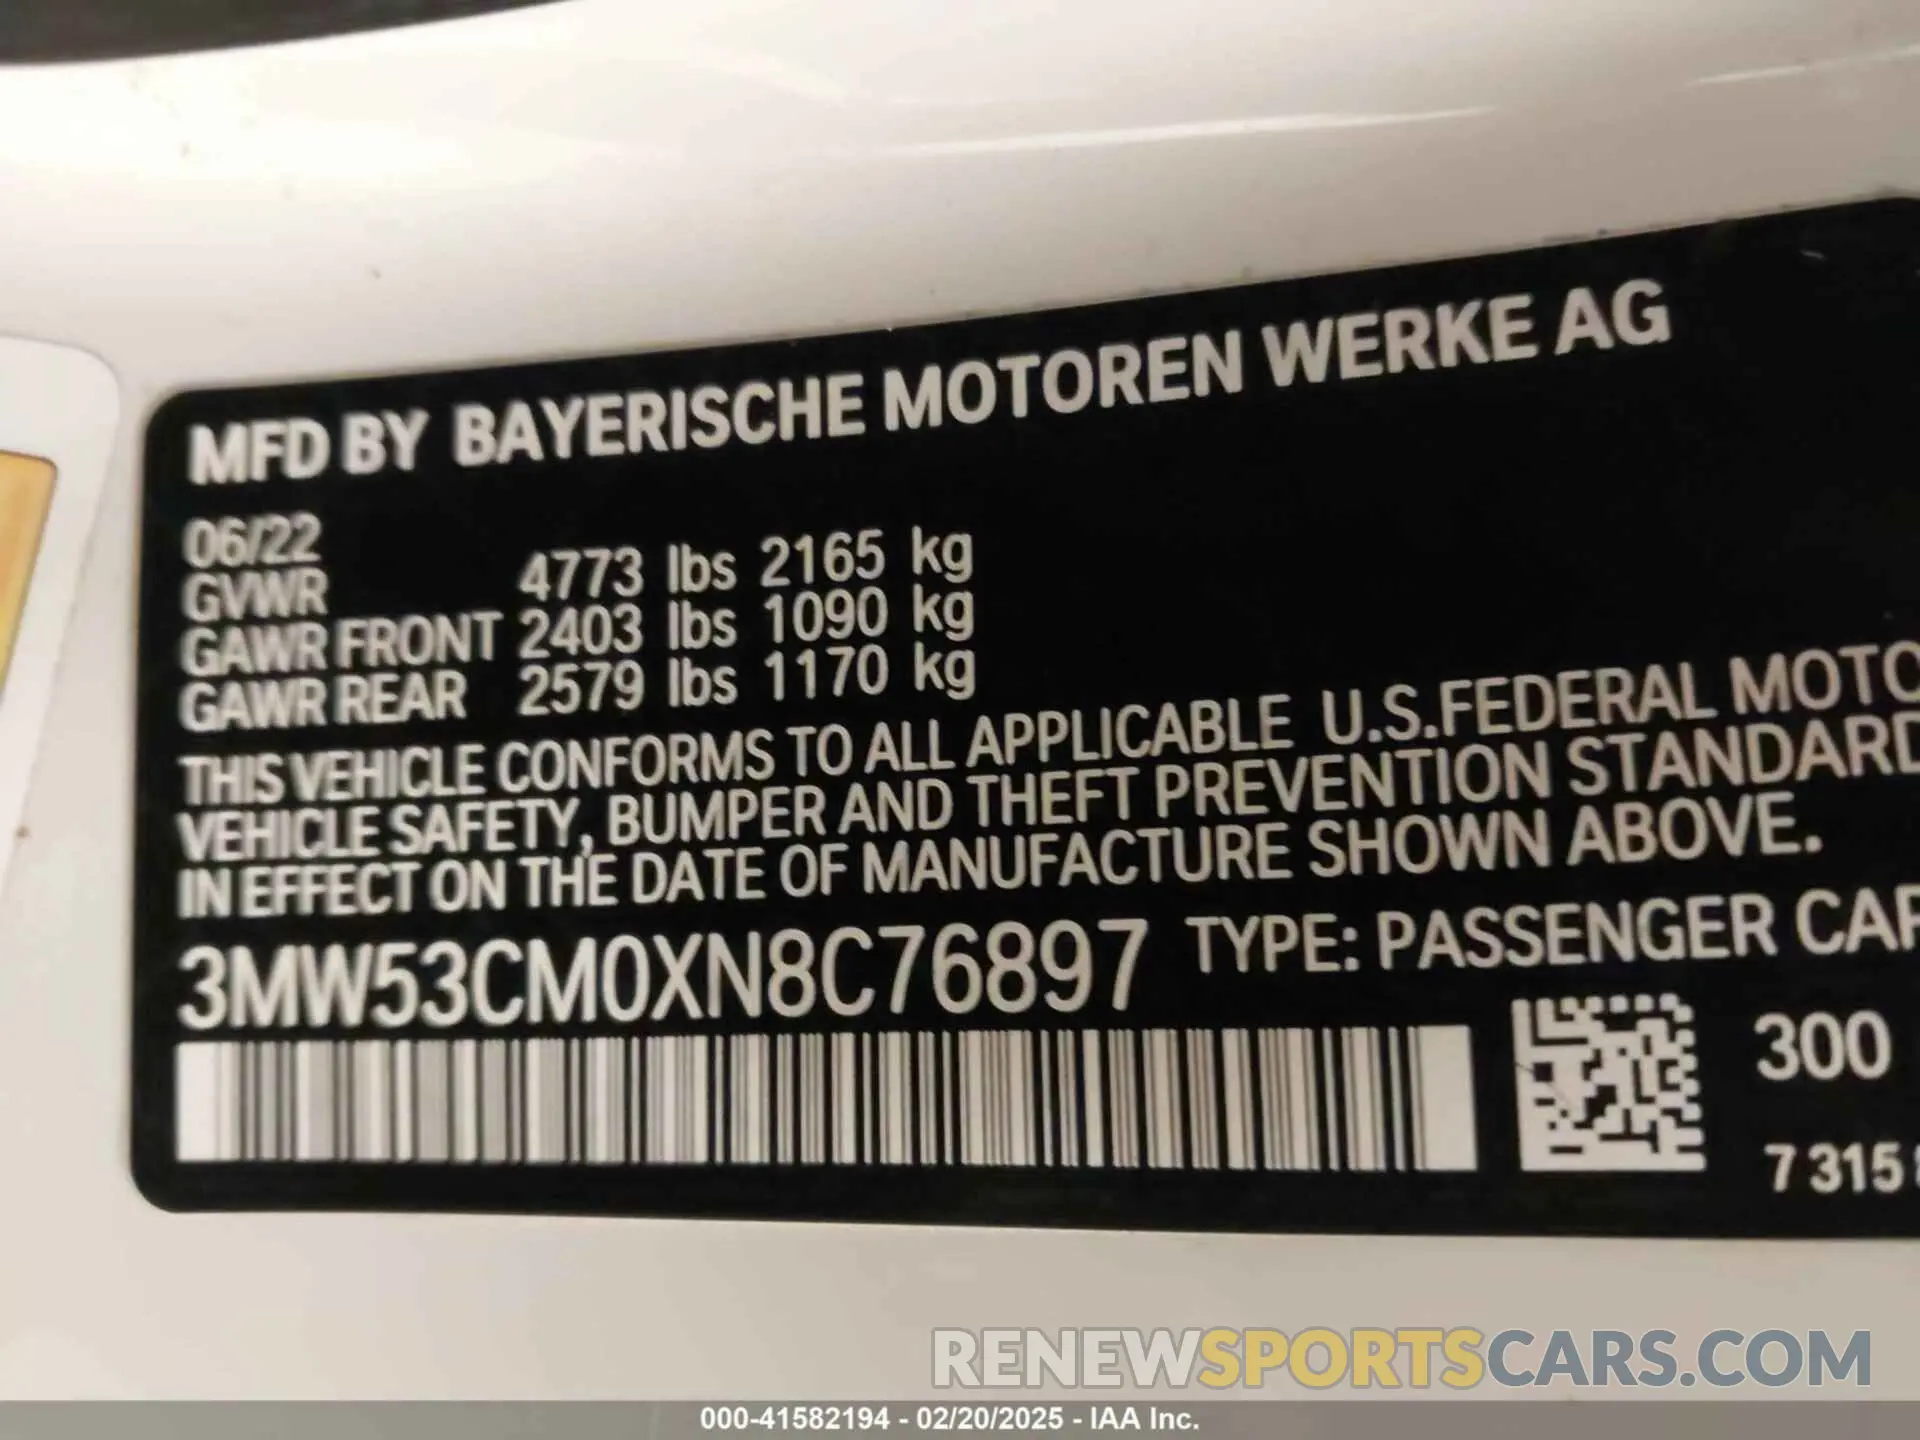 MFD BY BAYERISCHE MOTOREN WERKE AG
06/22
GVWR 4773 lbs 2165 kg
GAWR FRONT 2403 lbs 1090 kg
GAWR REAR 2579 lbs 1170 kg
THIS VEHICLE CONFORMS TO ALL APPLICABLE U.S.FEDERAL MOTO
VEHICLE SAFETY, BUMPER AND THEFT PREVENTION STANDARD
IN EFFECT ON THE DATE OF MANUFACTURE SHOWN ABOVE.
3MW53CM0XN8C76897 TYPE: PASSENGER CAR
300
7 315
RENEWSPORTSCARS.COM
000-41582194 - 02/20/2025 - IAA Inc.